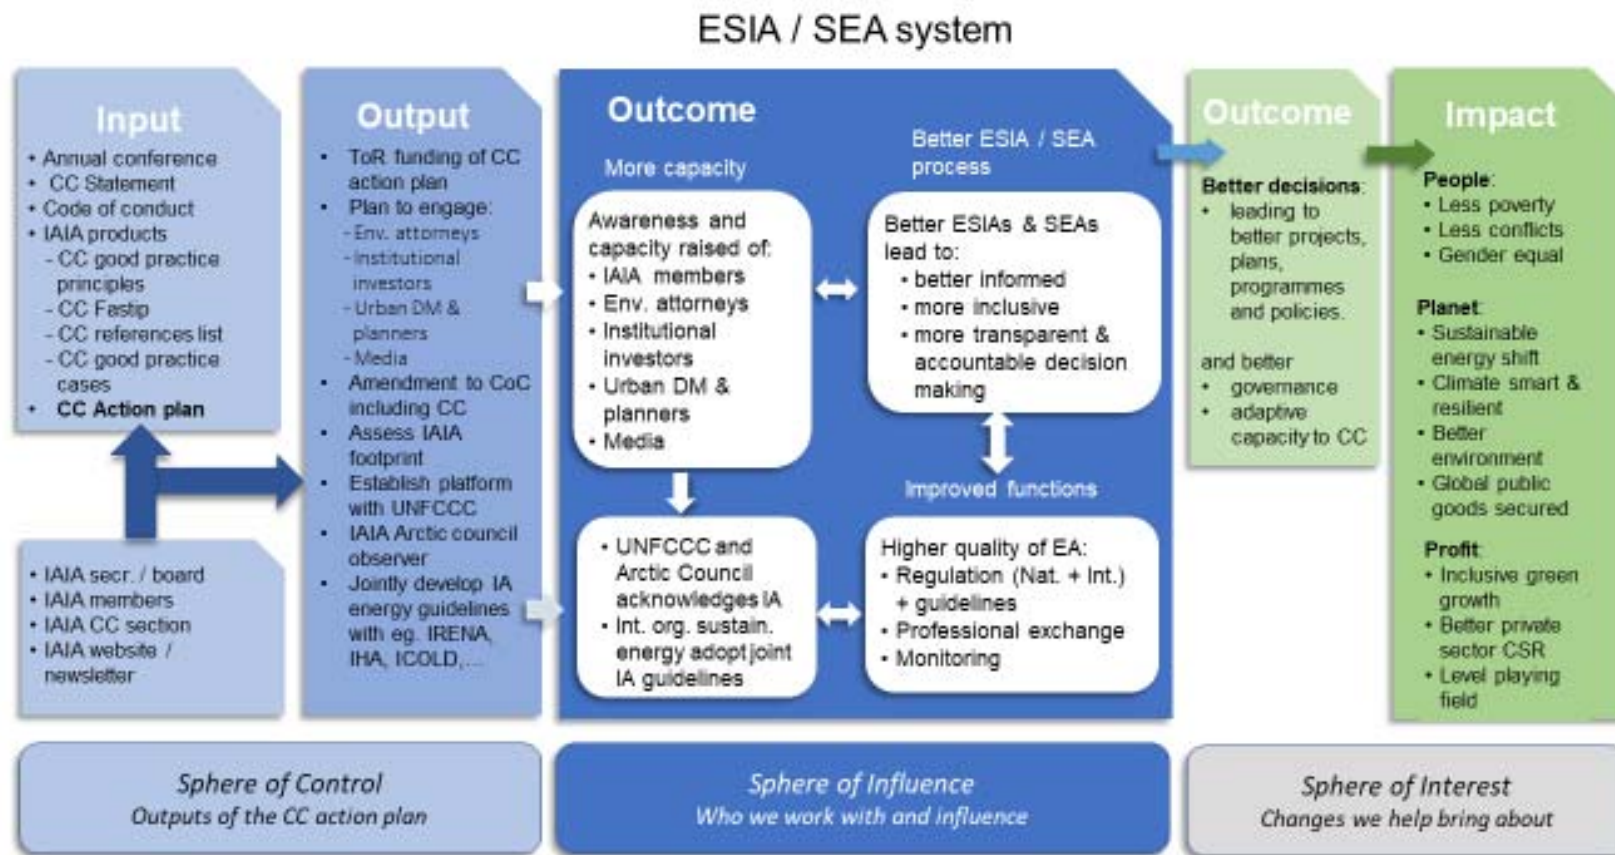 ESIA / SEA system
Input
• Annual conference
• CC Statement
• Code of conduct
• IAIA products
- CC good practice
principles
- CC Fastip
- CC references list
- CC good practice
cases
• CC Action plan
• IAIA secr. / board
• IAIA members
• IAIA CC section
• IAIA website /
newsletter
Output
• ToR funding of CC
action plan
• Plan to engage:
- Env. attorneys
- Institutional
investors
- Urban DM &
planners
- Media
• Amendment to CoC
including CC
• Assess IAIA
footprint
• Establish platform
with UNFCCC
• IAIA Arctic council
observer
• Jointly develop IA
energy guidelines
with eg. IRENA,
IHA, ICOLD,...
Outcome
More capacity
Awareness and
capacity raised of:
• IAIA members
• Env. attorneys
• Institutional
investors
• Urban DM &
planners
• Media
• UNFCCC and
Arctic Council
acknowledges IA
• Int. org. sustain.
energy adopt joint
IA guidelines
Better ESIA / SEA
process
Better ESIAs & SEAs
lead to:
• better informed
• more inclusive
• more transparent &
accountable decision
making
Improved functions
Higher quality of EA:
• Regulation (Nat. + Int.)
+ guidelines
• Professional exchange
• Monitoring
Outcome
Better decisions:
• leading to
better projects,
plans,
programmes
and policies.
and better
• governance
• adaptive
capacity to CC
Impact
People:
• Less poverty
• Less conflicts
• Gender equal
Planet:
• Sustainable
energy shift
• Climate smart &
resilient
• Better
environment
• Global public
goods secured
Profit:
• Inclusive green
growth
• Better private
sector CSR
• Level playing
field
Sphere of Control
Outputs of the CC action plan
Sphere of Influence
Who we work with and influence
Sphere of Interest
Changes we help bring about